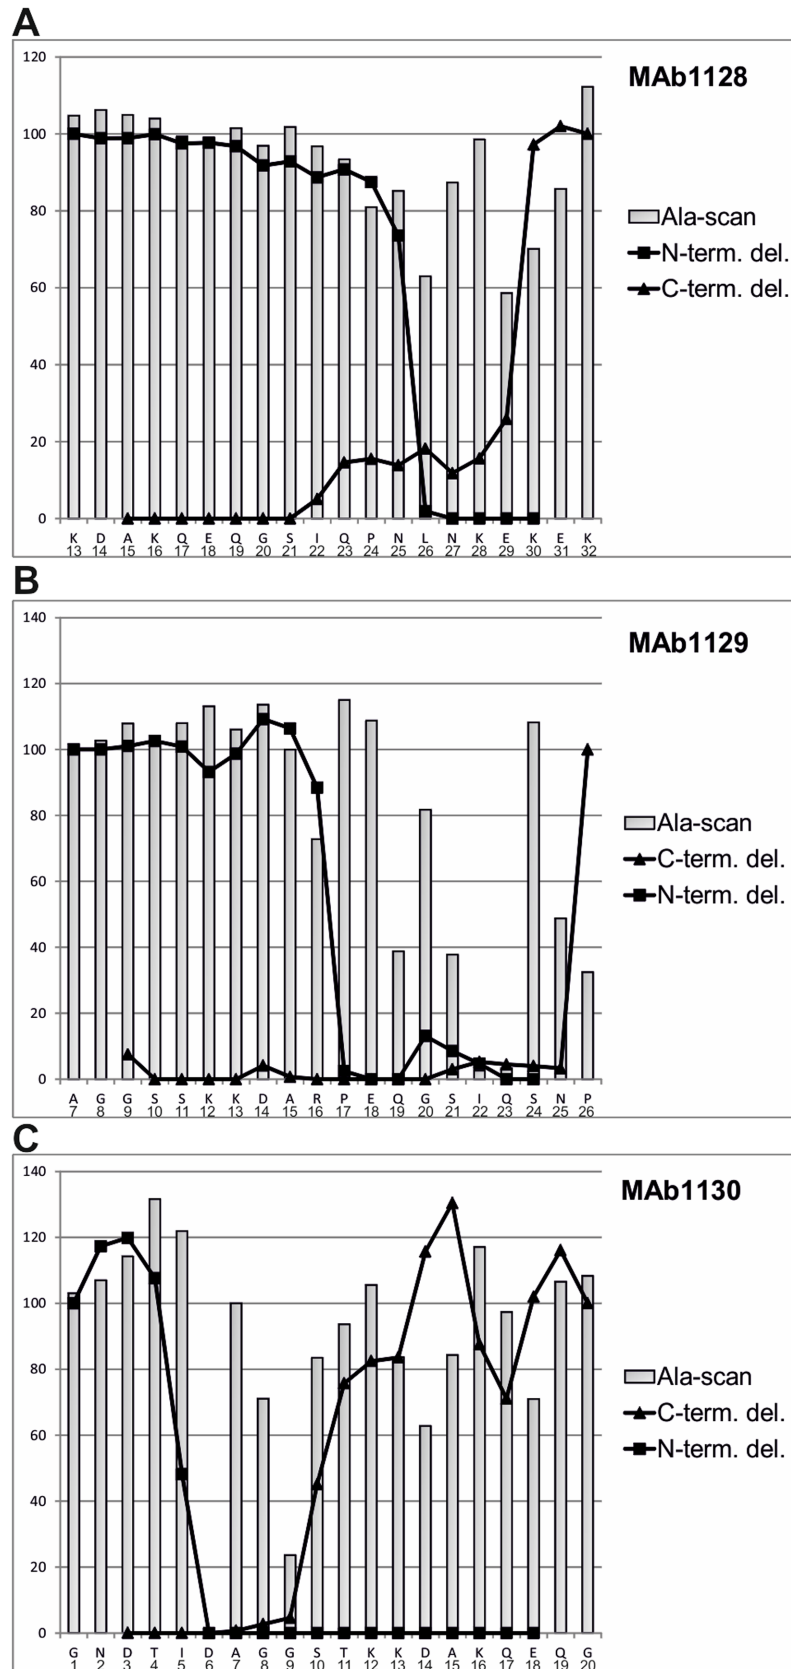 A
MAb1128
120
100
80
60
40
20
0
Ala-scan
N-term. del.
C-term. del.
K D A K Q E Q G S I Q P N L N K E K E K
13 14 15 16 17 18 19 20 21 22 23 24 25 26 27 28 29 30 31 32
B
MAb1129
140
120
100
80
60
40
20
0
Ala-scan
C-term. del.
N-term. del.
A G G S S K K D A R P E Q G S I Q S N P
7 8 9 10 11 12 13 14 15 16 17 18 19 20 21 22 23 24 25 26
C
MAb1130
140
120
100
80
60
40
20
0
Ala-scan
C-term. del.
N-term. del.
G N D T I D A G G S T K K D A K Q E Q G
1 2 3 4 5 6 7 8 9 10 11 12 13 14 15 16 17 18 19 20